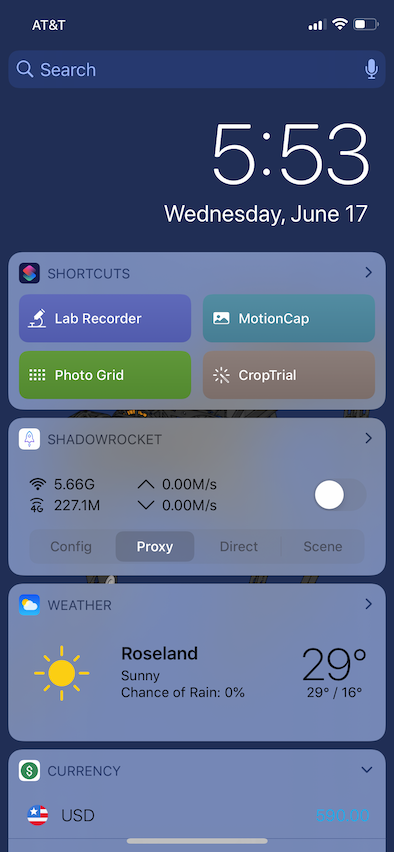 AT&T
Search
5:53
Wednesday, June 17
SHORTCUTS
Lab Recorder
MotionCap
Photo Grid
CropTrial
SHADOWROCKET
5.66G 0.00M/s
4G 227.1M 0.00M/s
Config Proxy Direct Scene
WEATHER
Roseland
Sunny
Chance of Rain: 0%
29°
29° / 16°
CURRENCY
USD